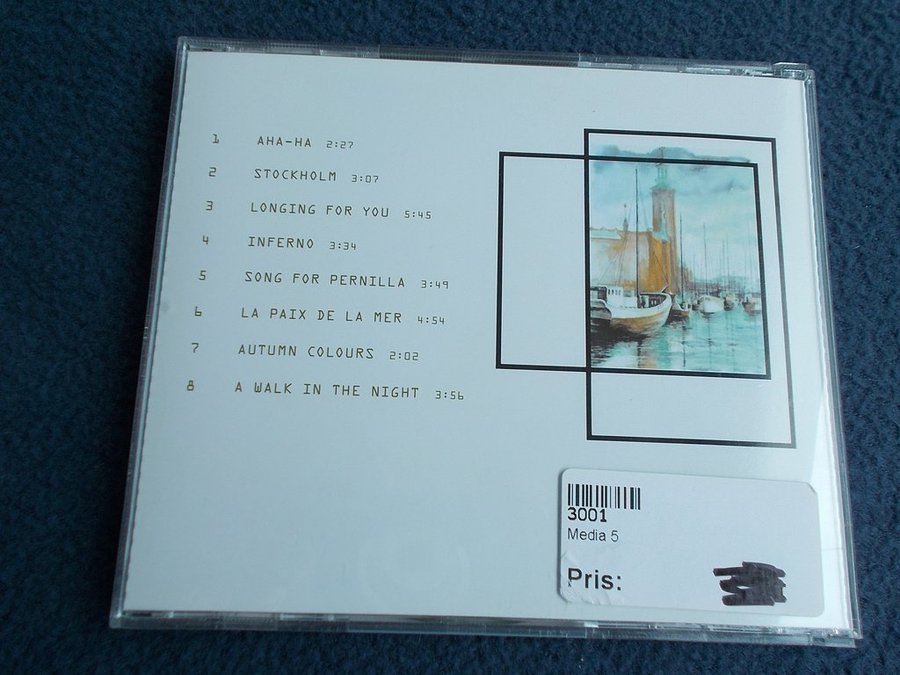 1 AHA-HA 2:27
2 STOCKHOLM 3:07
3 LONGING FOR YOU 5:45
4 INFERNO 3:34
5 SONG FOR PERNILLA 3:49
6 LA PAIX DE LA MER 4:54
7 AUTUMN COLOURS 2:02
8 A WALK IN THE NIGHT 3:56
3001
Media 5
Pris: